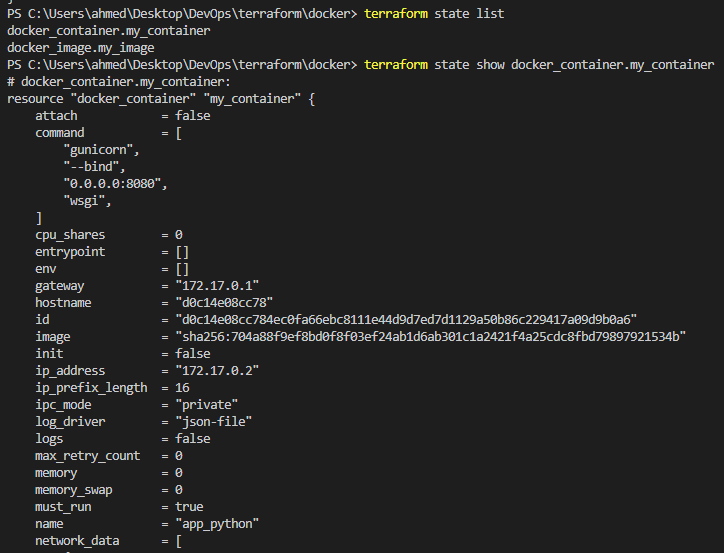 PS C:\Users\ahmed\Desktop\DevOps\terraform\docker> terraform state list
docker_container.my_container
docker_image.my_image
PS C:\Users\ahmed\Desktop\DevOps\terraform\docker> terraform state show docker_container.my_container
# docker_container.my_container:
resource "docker_container" "my_container" {
    attach            = false
    command           = [
        "gunicorn",
        "--bind",
        "0.0.0.0:8080",
        "wsgi",
    ]
    cpu_shares        = 0
    entrypoint        = []
    env               = []
    gateway           = "172.17.0.1"
    hostname          = "d0c14e08cc78"
    id                = "d0c14e08cc784ec0fa66ebc8111e44d9d7ed7d1129a50b86c229417a09d9b0a6"
    image             = "sha256:704a88f9ef8bd0f8f03ef24ab1d6ab301c1a2421f4a25cdc8fbd79897921534b"
    init              = false
    ip_address        = "172.17.0.2"
    ip_prefix_length  = 16
    ipc_mode          = "private"
    log_driver        = "json-file"
    logs              = false
    max_retry_count   = 0
    memory            = 0
    memory_swap       = 0
    must_run          = true
    name              = "app_python"
    network_data      = [